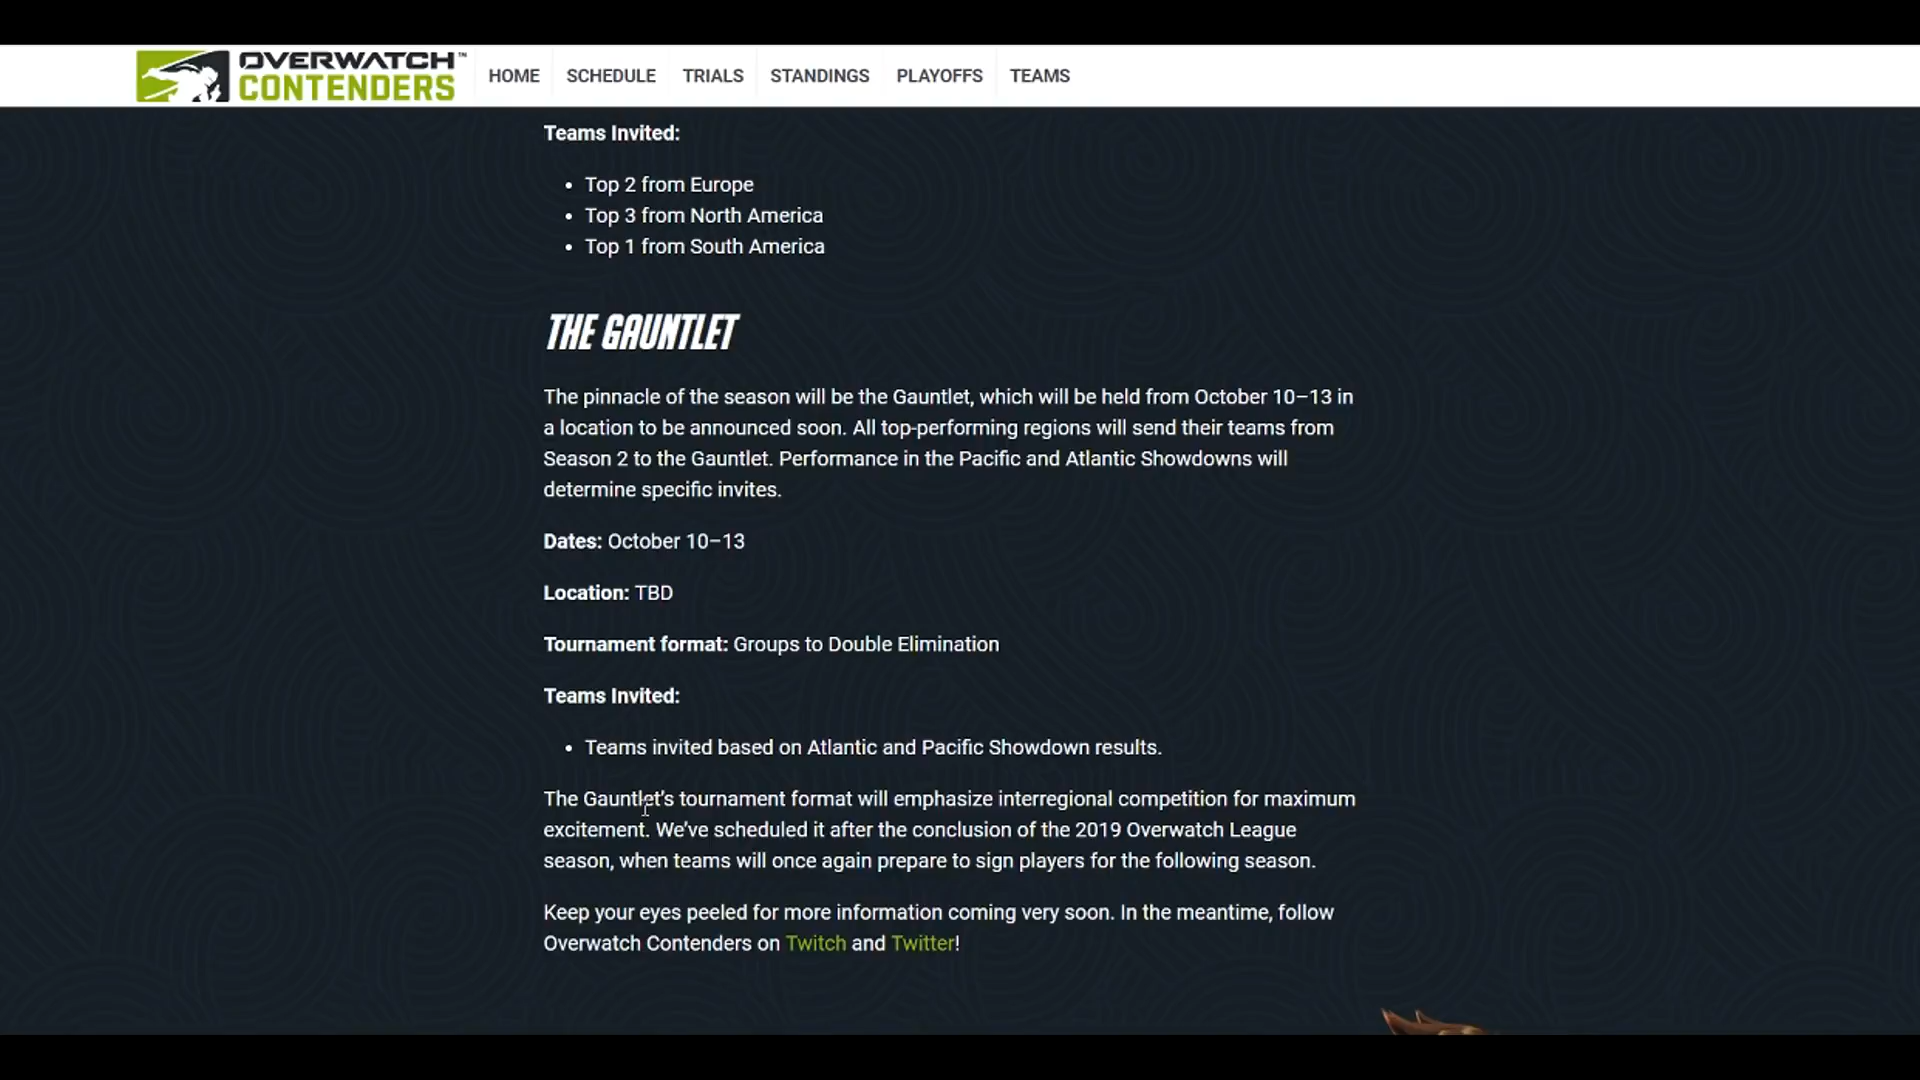 OVERWATCH™
CONTENDERS
HOME SCHEDULE TRIALS STANDINGS PLAYOFFS TEAMS
Teams Invited:
• Top 2 from Europe
• Top 3 from North America
• Top 1 from South America
THE GAUNTLET
The pinnacle of the season will be the Gauntlet, which will be held from October 10–13 in
a location to be announced soon. All top-performing regions will send their teams from
Season 2 to the Gauntlet. Performance in the Pacific and Atlantic Showdowns will
determine specific invites.
Dates: October 10–13
Location: TBD
Tournament format: Groups to Double Elimination
Teams Invited:
• Teams invited based on Atlantic and Pacific Showdown results.
The Gauntlet’s tournament format will emphasize interregional competition for maximum
excitement. We’ve scheduled it after the conclusion of the 2019 Overwatch League
season, when teams will once again prepare to sign players for the following season.
Keep your eyes peeled for more information coming very soon. In the meantime, follow
Overwatch Contenders on Twitch and Twitter!